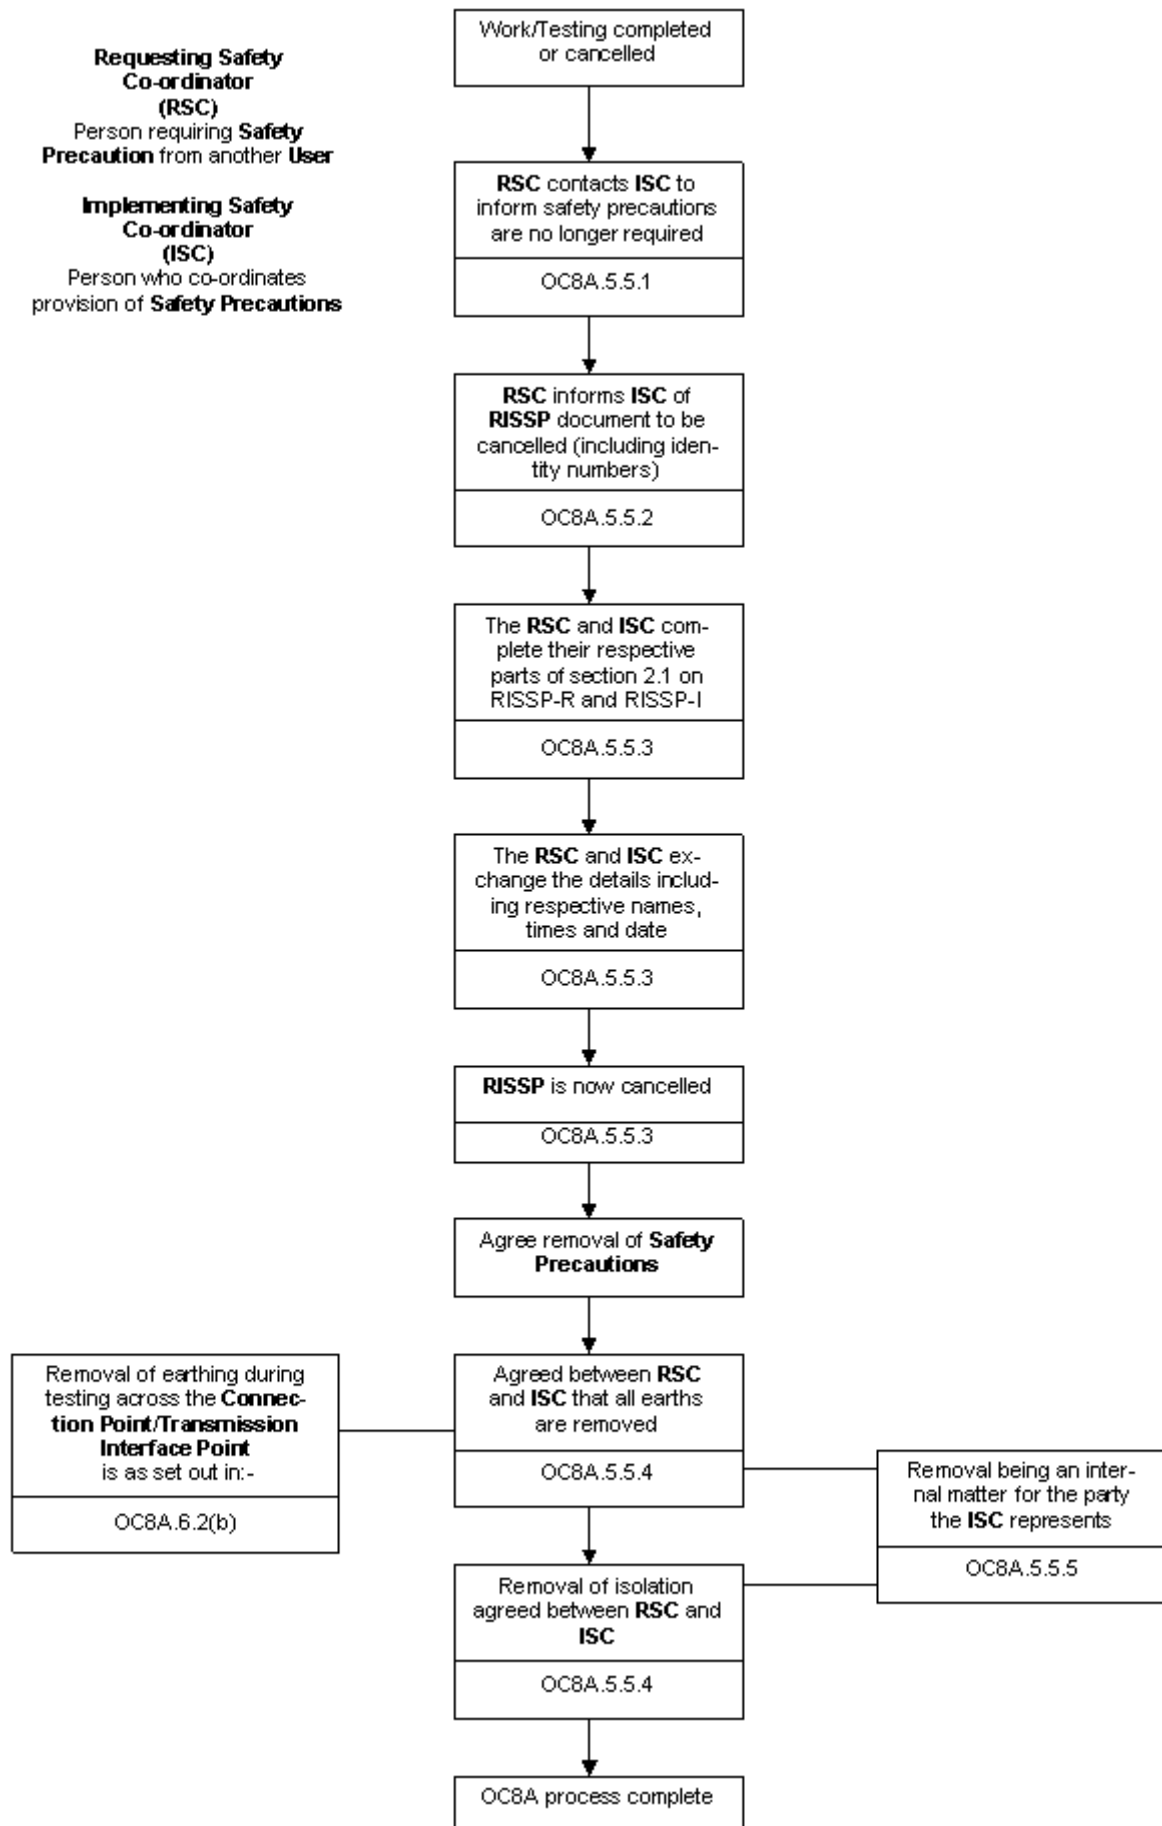 Requesting Safety
Co-ordinator
(RSC)
Person requiring Safety
Precaution from another User
Implementing Safety
Co-ordinator
(ISC)
Person who co-ordinates
provision of Safety Precautions
Work/Testing completed
or cancelled
RSC contacts ISC to
inform safety precautions
are no longer required
OC8A.5.5.1
RSC informs ISC of
RISSP document to be
cancelled (including iden-
tity numbers)
OC8A.5.5.2
The RSC and ISC com-
plete their respective
parts of section 2.1 on
RISSP-R and RISSP-I
OC8A.5.5.3
The RSC and ISC ex-
change the details includ-
ing respective names,
times and date
OC8A.5.5.3
RISSP is now cancelled
OC8A.5.5.3
Agree removal of Safety
Precautions
Removal of earthing during
testing across the Connec-
tion Point/Transmission
Interface Point
is as set out in:-
OC8A.6.2(b)
Agreed between RSC
and ISC that all earths
are removed
OC8A.5.5.4
Removal being an inter-
nal matter for the party
the ISC represents
OC8A.5.5.5
Removal of isolation
agreed between RSC and
ISC
OC8A.5.5.4
OC8A process complete